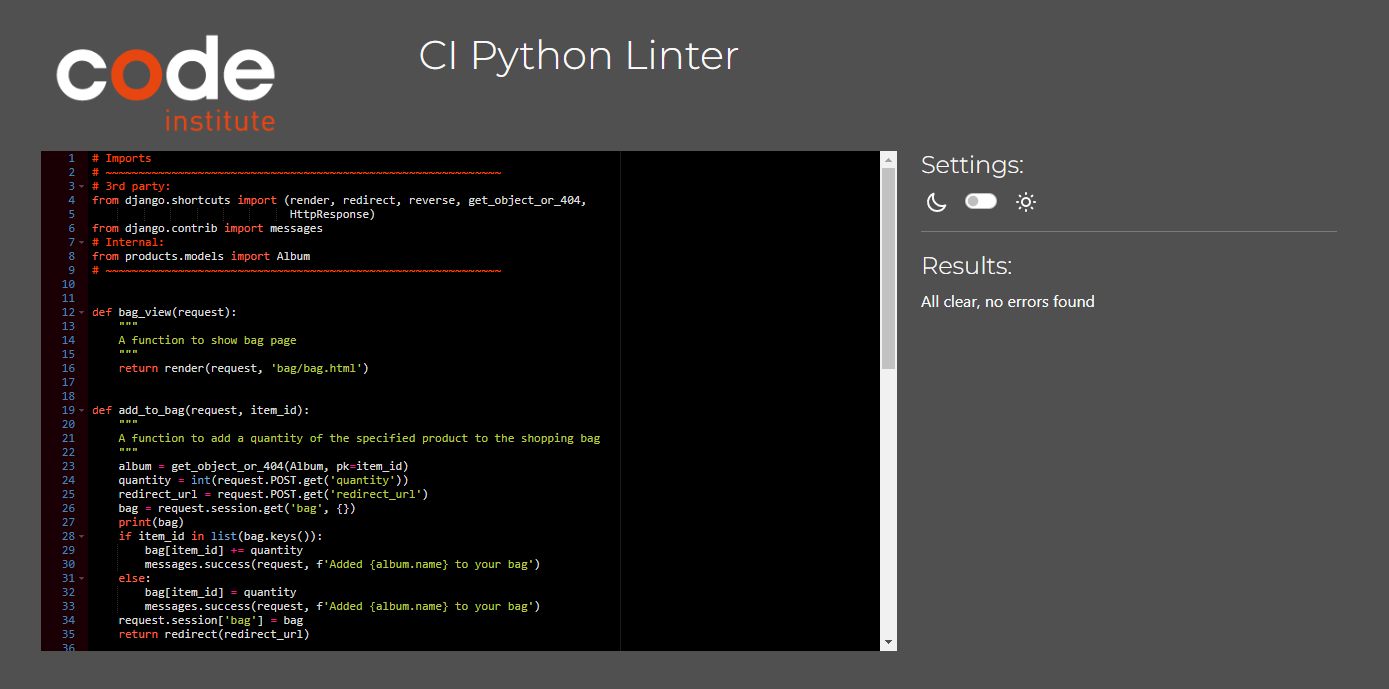 code
institute
CI Python Linter
1 # Imports
2 # ~~~~~~~~~~~~~~~~~~~~~~~~~~~~~~~~~~~~~~~~~~~~~~~~~~~~~~~~~~~~
3 # 3rd party:
4 from django.shortcuts import (render, redirect, reverse, get_object_or_404,
5                               HttpResponse)
6 from django.contrib import messages
7 # Internal:
8 from products.models import Album
9 # ~~~~~~~~~~~~~~~~~~~~~~~~~~~~~~~~~~~~~~~~~~~~~~~~~~~~~~~~~~~~
10
11
12 def bag_view(request):
13     """
14     A function to show bag page
15     """
16     return render(request, 'bag/bag.html')
17
18
19 def add_to_bag(request, item_id):
20     """
21     A function to add a quantity of the specified product to the shopping bag
22     """
23     album = get_object_or_404(Album, pk=item_id)
24     quantity = int(request.POST.get('quantity'))
25     redirect_url = request.POST.get('redirect_url')
26     bag = request.session.get('bag', {})
27     print(bag)
28     if item_id in list(bag.keys()):
29         bag[item_id] += quantity
30         messages.success(request, f'Added {album.name} to your bag')
31     else:
32         bag[item_id] = quantity
33         messages.success(request, f'Added {album.name} to your bag')
34     request.session['bag'] = bag
35     return redirect(redirect_url)
36
Settings:
Results:
All clear, no errors found